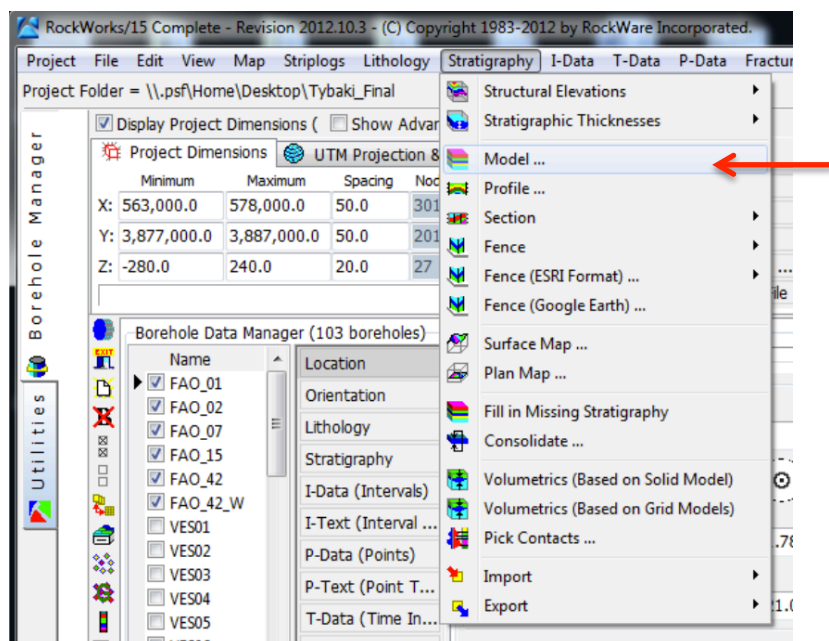 RockWorks/15 Complete - Revision 2012.10.3 - (C) Copyright 1983-2012 by RockWare Incorporated.
Project File Edit View Map Striplogs Lithology Stratigraphy I-Data T-Data P-Data Fractur
Project Folder = \\.psf\Home\Desktop\Tybaki_Final
Display Project Dimensions ( Show Advar
Project Dimensions UTM Projection &
Minimum Maximum Spacing Nod
X: 563,000.0 578,000.0 50.0 301
Y: 3,877,000.0 3,887,000.0 50.0 201
Z: -280.0 240.0 20.0 27
Borehole Manager
Utilities
Borehole Data Manager (103 boreholes)
EXIT
Name
FAO_01
FAO_02
FAO_07
FAO_15
FAO_42
FAO_42_W
VES01
VES02
VES03
VES04
VES05
Location
Orientation
Lithology
Stratigraphy
I-Data (Intervals)
I-Text (Interval ...
P-Data (Points)
P-Text (Point T...
T-Data (Time In...
Structural Elevations
Stratigraphic Thicknesses
Model ...
Profile ...
Section
Fence
Fence (ESRI Format) ...
Fence (Google Earth) ...
Surface Map ...
Plan Map ...
Fill in Missing Stratigraphy
Consolidate ...
Volumetrics (Based on Solid Model)
Volumetrics (Based on Grid Models)
Pick Contacts ...
Import
Export
...
ile
.78
21.0